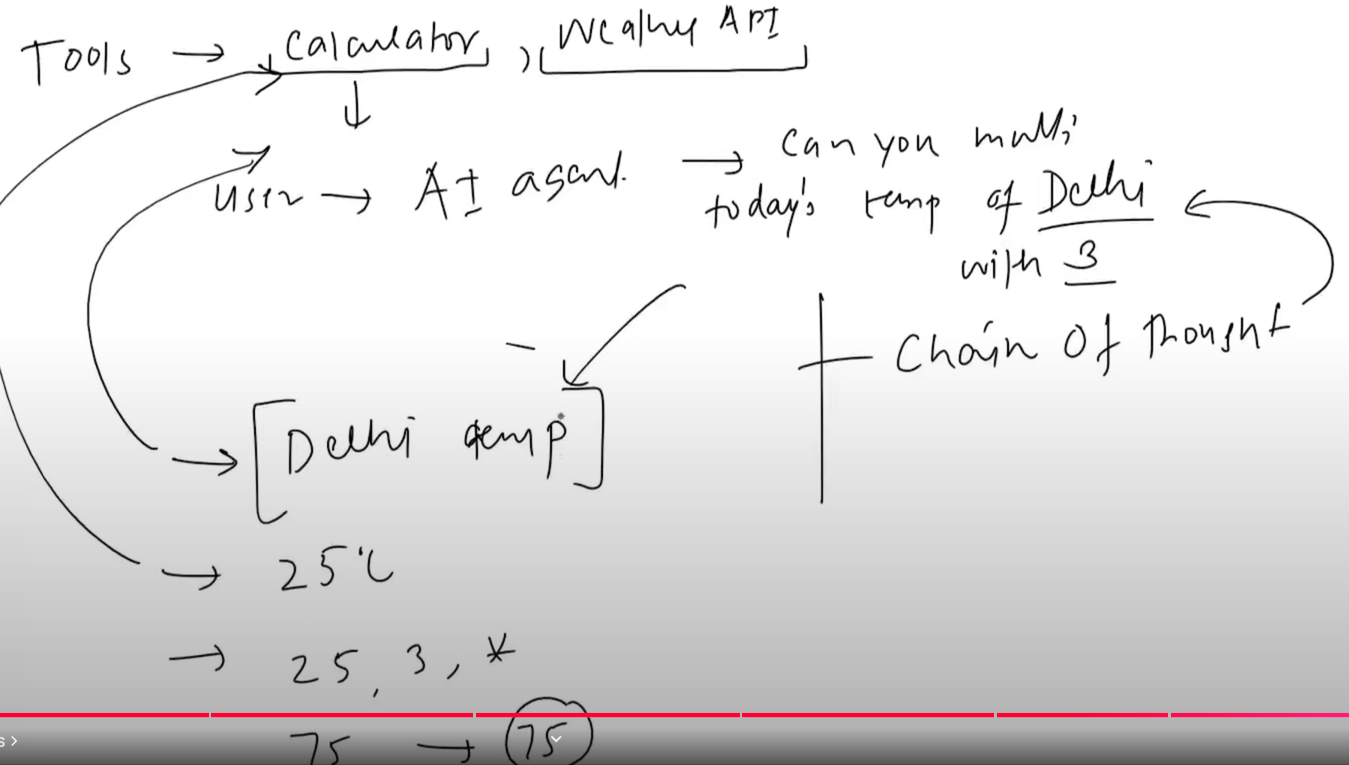 Tools → Calculator, Weather API
↓
User → AI agent. → Can you multi
today's temp of Delhi
with 3
Chain Of Thought
→ [Delhi temp]
→ 25°C
→ 25, 3, *
75 → 75